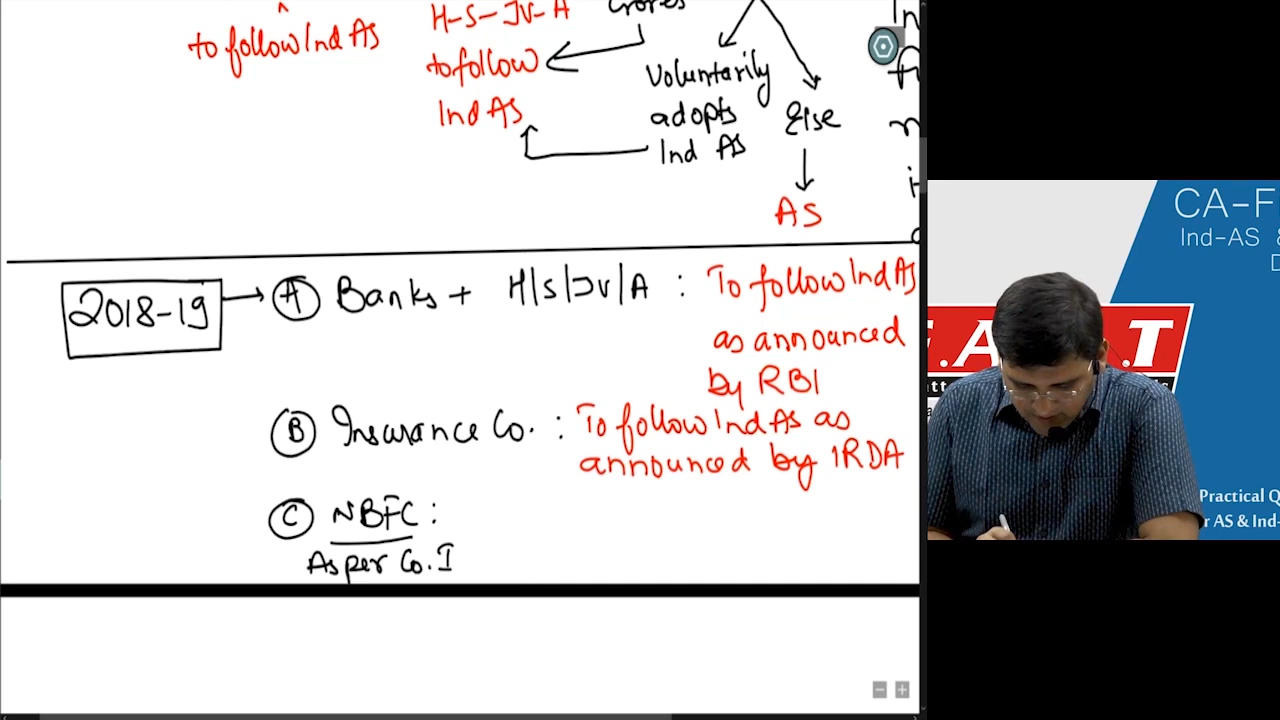 to follow Ind AS
H-S-JV-A
to follow
Ind AS
Crores
Voluntarily
adopts
Ind AS
Else
AS
2018-19
A Banks + H|S|JV|A : To follow Ind AS
as announced
by RBI
B Insurance Co. : To follow Ind AS as
announced by IRDA
C NBFC :
As per Co. I
CA-F
Ind-AS &
D
.A. .T
Practical Q
r AS & Ind-